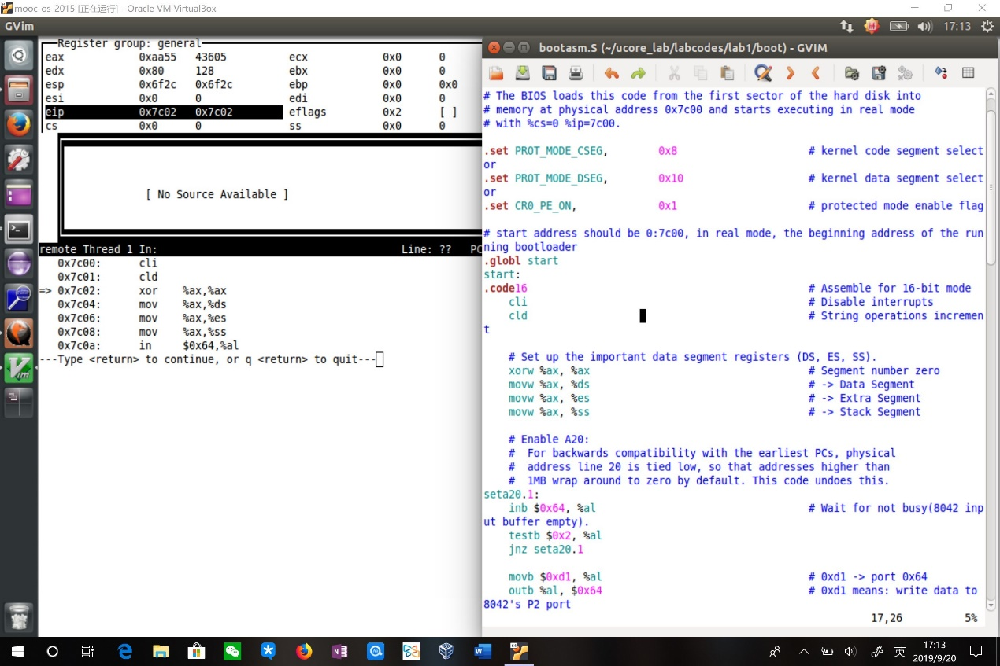 mooc-os-2015 [正在运行] - Oracle VM VirtualBox
GVim
17:13
Register group: general
eax 0xaa55 43605 ecx 0x0 0
edx 0x80 128 ebx 0x0 0
esp 0x6f2c 0x6f2c ebp 0x0 0x0
esi 0x0 0 edi 0x0 0
eip 0x7c02 0x7c02 eflags 0x2 [ ]
cs 0x0 0 ss 0x0 0
[ No Source Available ]
remote Thread 1 In: Line: ?? PC
0x7c00: cli
0x7c01: cld
=> 0x7c02: xor %ax,%ax
0x7c04: mov %ax,%ds
0x7c06: mov %ax,%es
0x7c08: mov %ax,%ss
0x7c0a: in $0x64,%al
---Type <return> to continue, or q <return> to quit---
bootasm.S (~/ucore_lab/labcodes/lab1/boot) - GVIM
# The BIOS loads this code from the first sector of the hard disk into
# memory at physical address 0x7c00 and starts executing in real mode
# with %cs=0 %ip=7c00.
.set PROT_MODE_CSEG, 0x8 # kernel code segment select
or
.set PROT_MODE_DSEG, 0x10 # kernel data segment select
or
.set CR0_PE_ON, 0x1 # protected mode enable flag
# start address should be 0:7c00, in real mode, the beginning address of the run
ning bootloader
.globl start
start:
.code16 # Assemble for 16-bit mode
cli # Disable interrupts
cld # String operations incremen
t
# Set up the important data segment registers (DS, ES, SS).
xorw %ax, %ax # Segment number zero
movw %ax, %ds # -> Data Segment
movw %ax, %es # -> Extra Segment
movw %ax, %ss # -> Stack Segment
# Enable A20:
# For backwards compatibility with the earliest PCs, physical
# address line 20 is tied low, so that addresses higher than
# 1MB wrap around to zero by default. This code undoes this.
seta20.1:
inb $0x64, %al # Wait for not busy(8042 inp
ut buffer empty).
testb $0x2, %al
jnz seta20.1
movb $0xd1, %al # 0xd1 -> port 0x64
outb %al, $0x64 # 0xd1 means: write data to
8042's P2 port
17,26 5%
英
17:13
2019/9/20